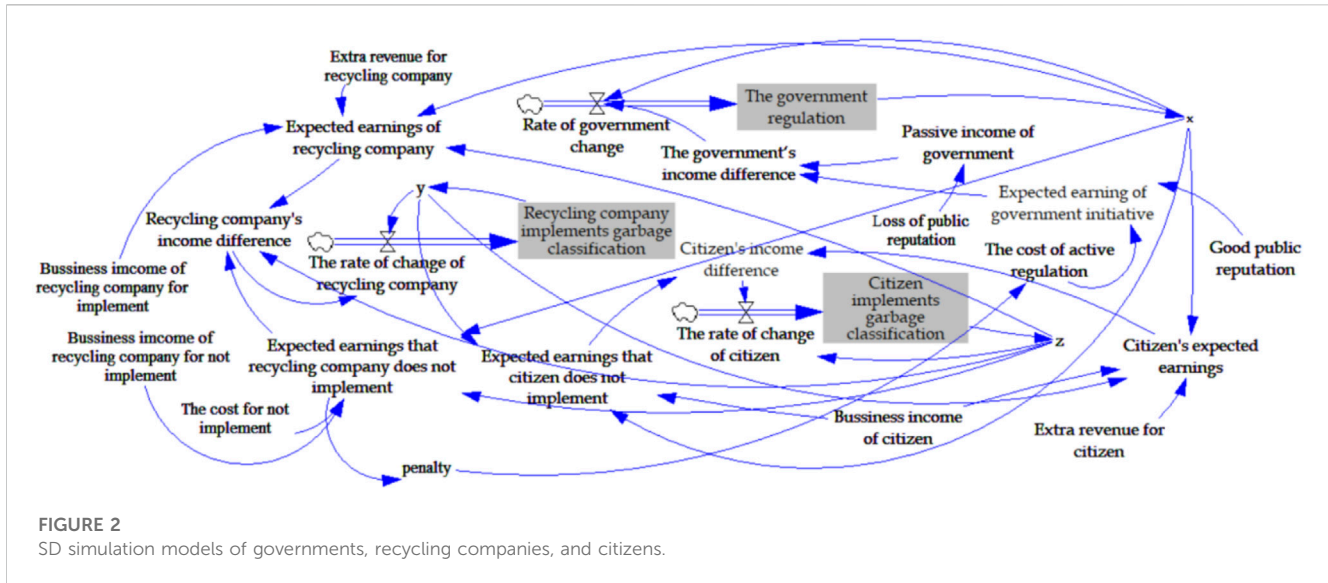 Extra revenue for
recycling company
Expected earnings of
recycling company
Rate of government
change
The government
regulation
x
The government's
income difference
Passive income of
government
y
Recycling company's
income difference
Recycling company
implements garbage
classification
Loss of public
reputation
Expected earning of
government initiative
Good public
reputation
The rate of change of
recycling company
Citizen's income
difference
The cost of active
regulation
Bussiness imcome of
recycling company for
implement
Citizen
implements
garbage
classification
The rate of change
of citizen
z
Bussiness imcome of
recycling company for not
implement
Expected earnings that
recycling company does not
implement
Expected earnings that
citizen does not
implement
Citizen's expected
earnings
The cost for not
implement
Bussiness income
of citizen
Extra revenue for
citizen
penalty
FIGURE 2
SD simulation models of governments, recycling companies, and citizens.